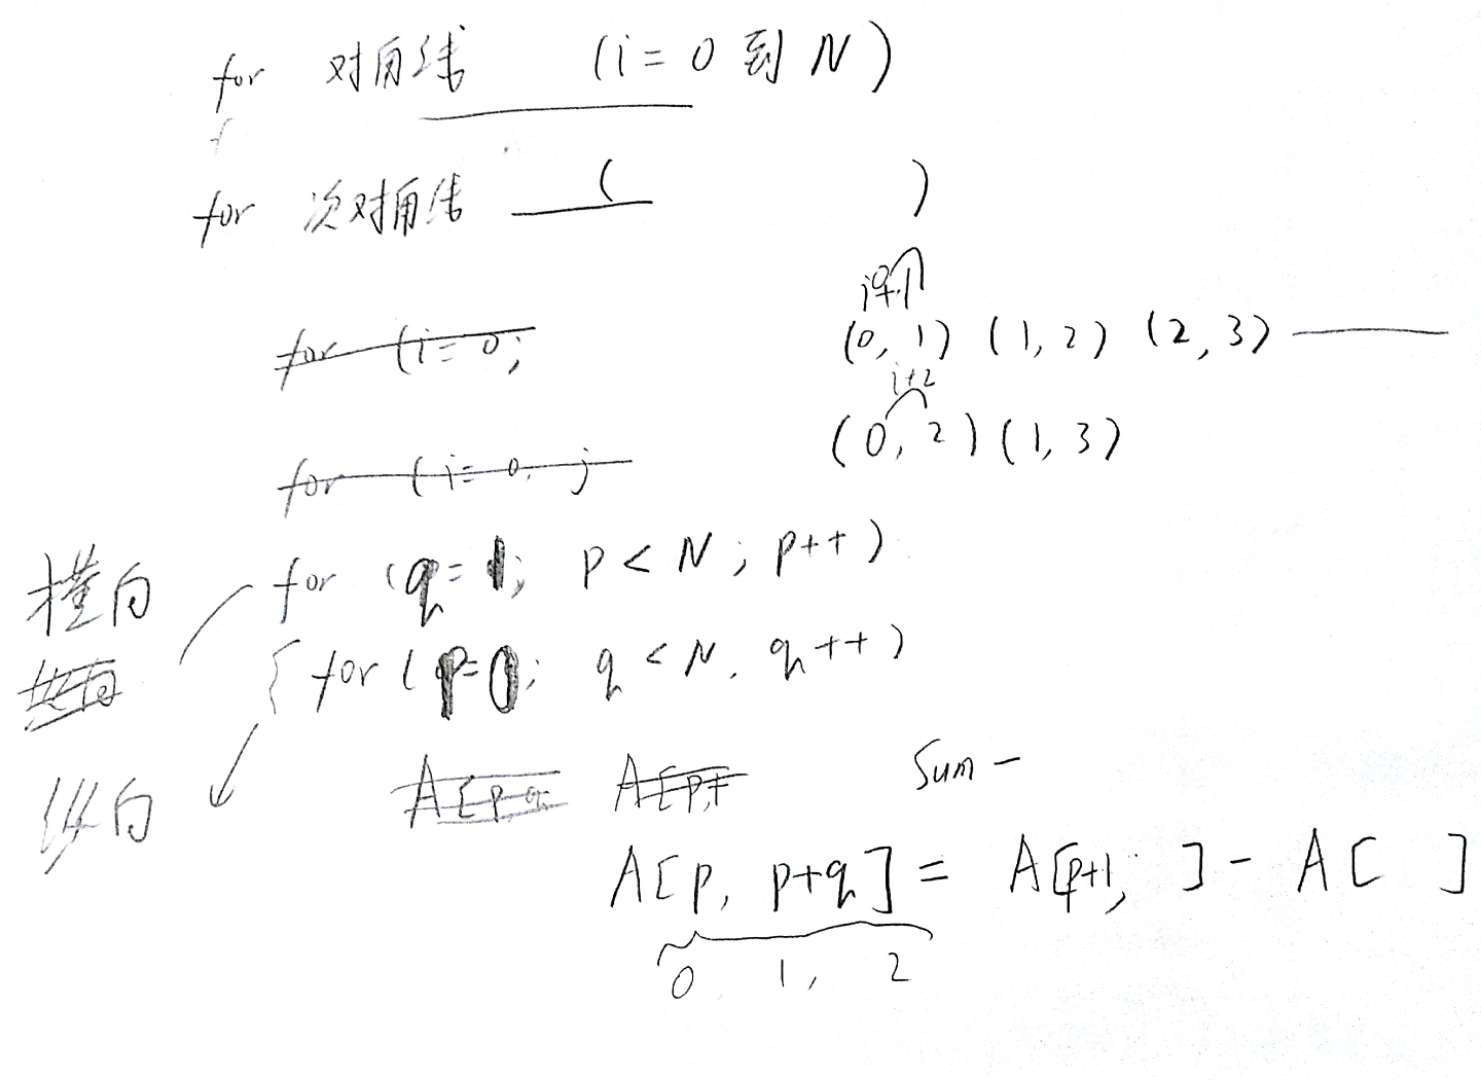 for 对角线 (i = 0 到 N)
for 次对角线 ( )
i+1
for (i = 0;
(0, 1) (1, 2) (2, 3)
i+2
(0, 2) (1, 3)
for (i = 0, j
横向
for (q = 1; p < N; p++)
{ for ( p=0; q < N, q++)
纵向
A[p, q A[p,+
Sum -
A[p, p+q] = A[p+1, ] - A[ ]
0 1, 2